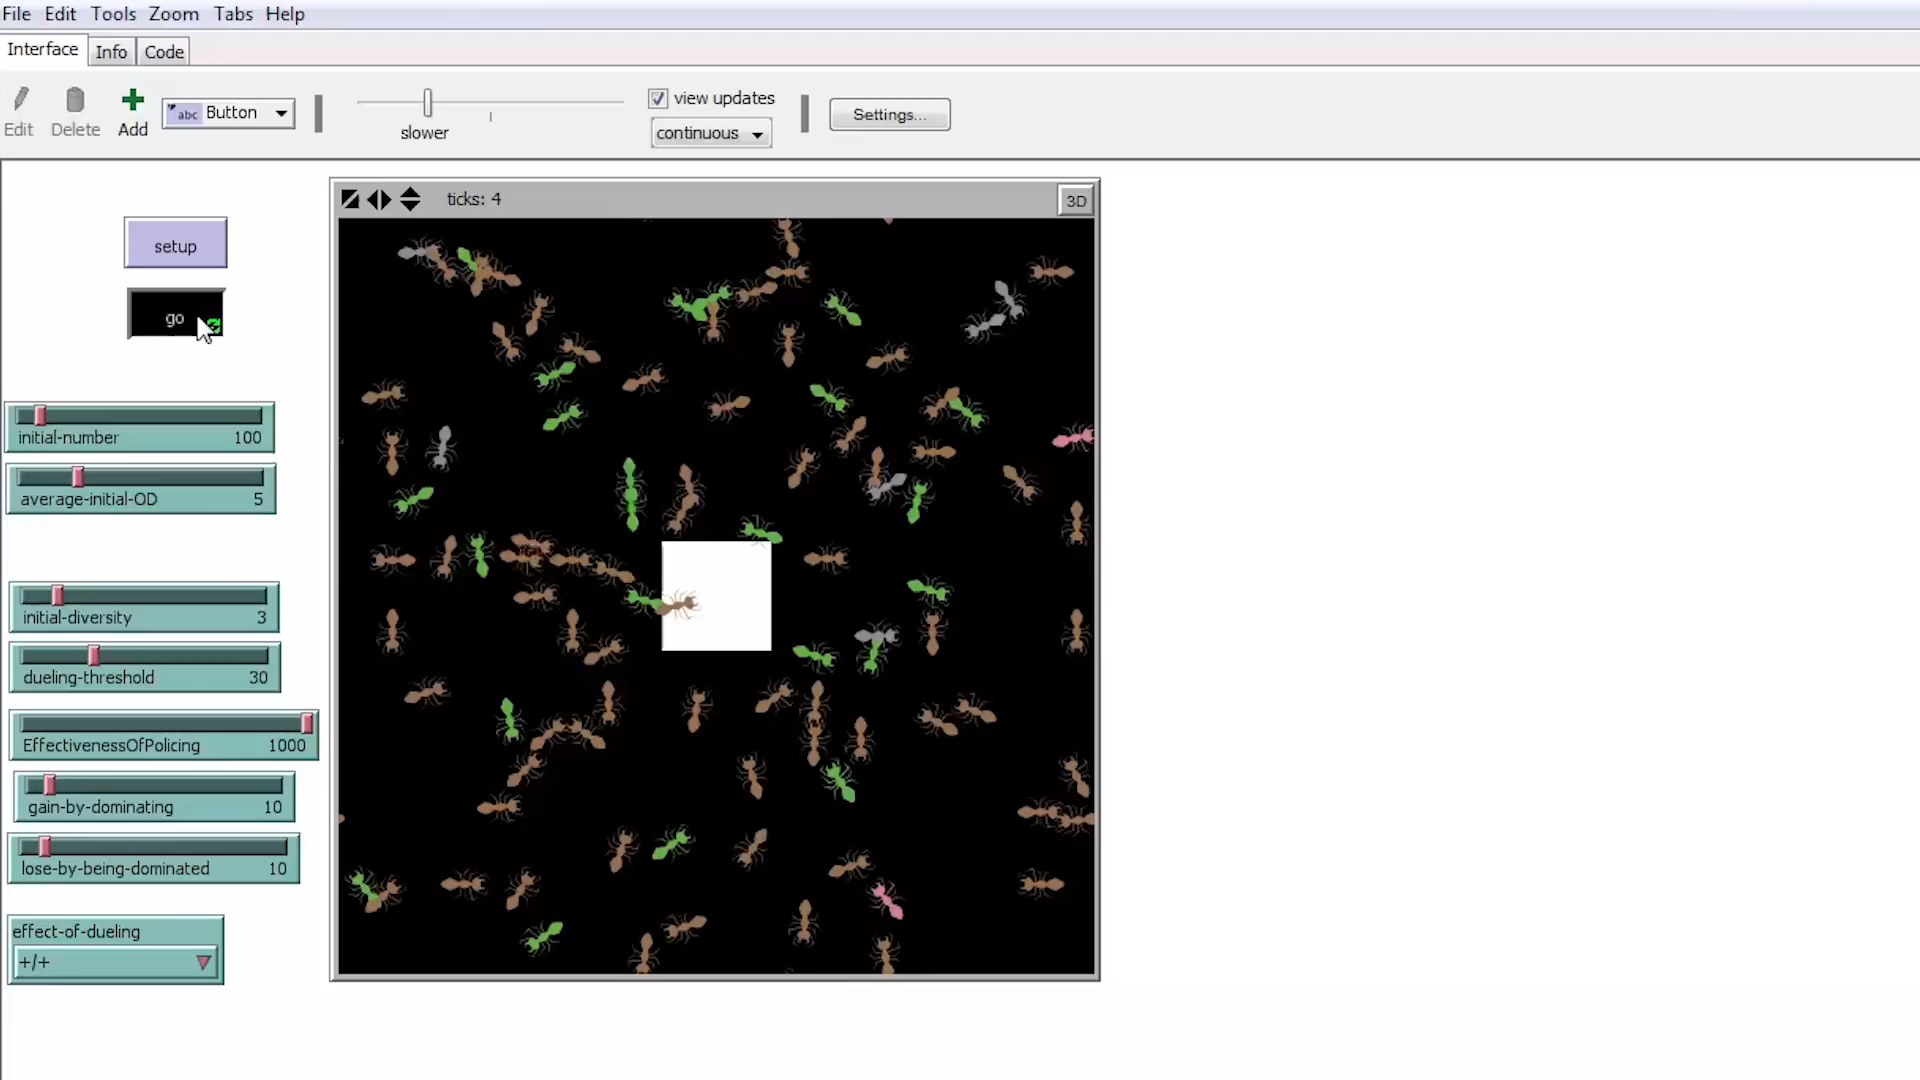 File Edit Tools Zoom Tabs Help
Interface Info Code
Edit Delete Add abc Button slower view updates continuous Settings...
ticks: 4 3D
setup
go
initial-number 100
average-initial-OD 5
initial-diversity 3
dueling-threshold 30
EffectivenessOfPolicing 1000
gain-by-dominating 10
lose-by-being-dominated 10
effect-of-dueling
+/+